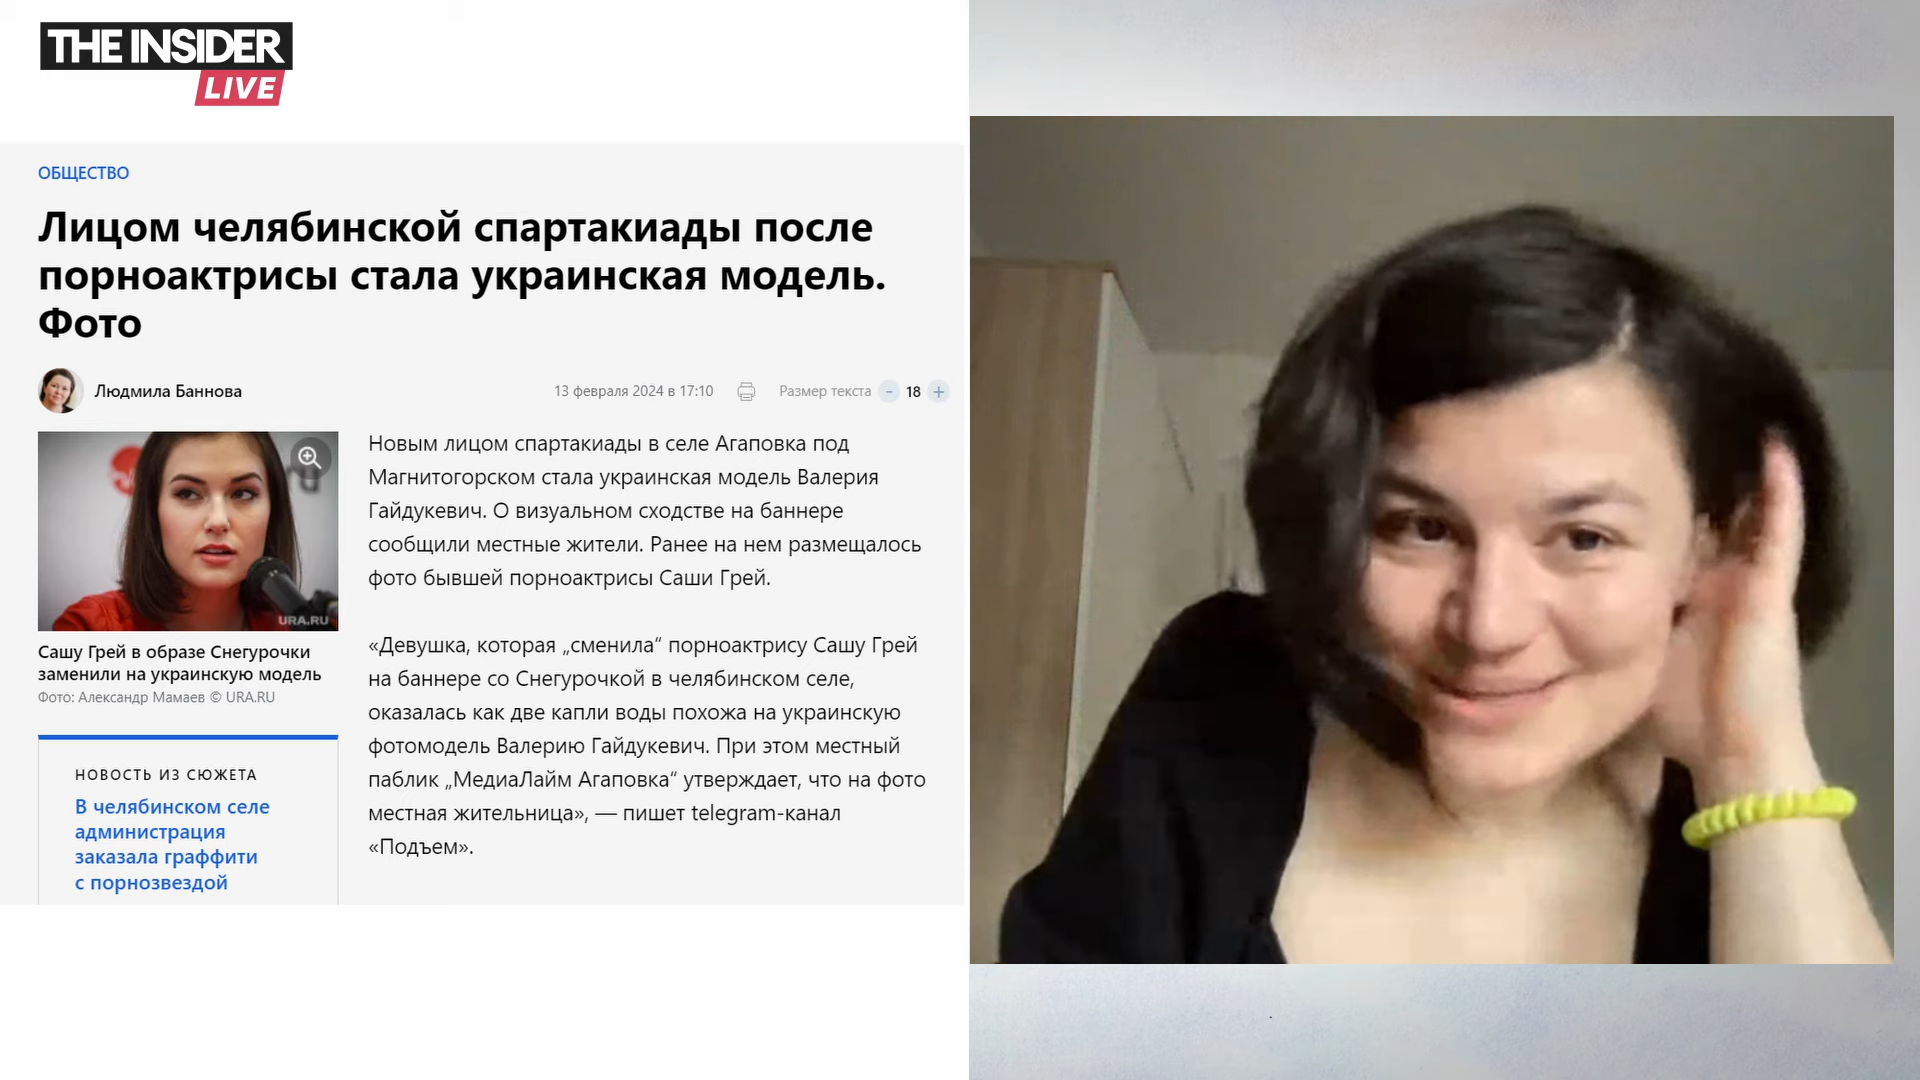 THE INSIDER
LIVE
ОБЩЕСТВО
Лицом челябинской спартакиады после
порноактрисы стала украинская модель.
Фото
Людмила Баннова
13 февраля 2024 в 17:10
Размер текста - 18 +
URA.RU
Сашу Грей в образе Снегурочки
заменили на украинскую модель
Фото: Александр Мамаев © URA.RU
НОВОСТЬ ИЗ СЮЖЕТА
В челябинском селе
администрация
заказала граффити
с порнозвездой
Новым лицом спартакиады в селе Агаповка под
Магнитогорском стала украинская модель Валерия
Гайдукевич. О визуальном сходстве на баннере
сообщили местные жители. Ранее на нем размещалось
фото бывшей порноактрисы Саши Грей.
«Девушка, которая „сменила“ порноактрису Сашу Грей
на баннере со Снегурочкой в челябинском селе,
оказалась как две капли воды похожа на украинскую
фотомодель Валерию Гайдукевич. При этом местный
паблик „МедиаЛайм Агаповка“ утверждает, что на фото
местная жительница», — пишет telegram-канал
«Подъем».